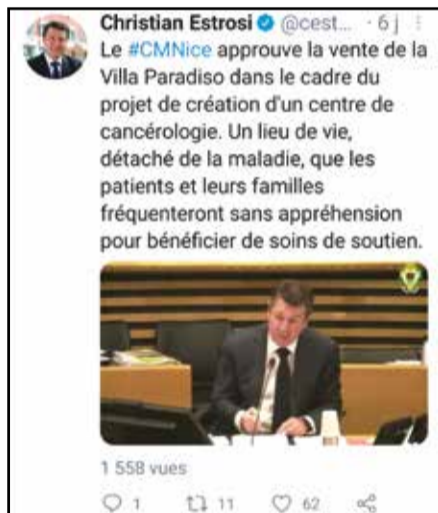 Christian Estrosi @cest... · 6 j
Le #CMNice approuve la vente de la
Villa Paradiso dans le cadre du
projet de création d'un centre de
cancérologie. Un lieu de vie,
détaché de la maladie, que les
patients et leurs familles
fréquenteront sans appréhension
pour bénéficier de soins de soutien.
1 558 vues
1 11 62